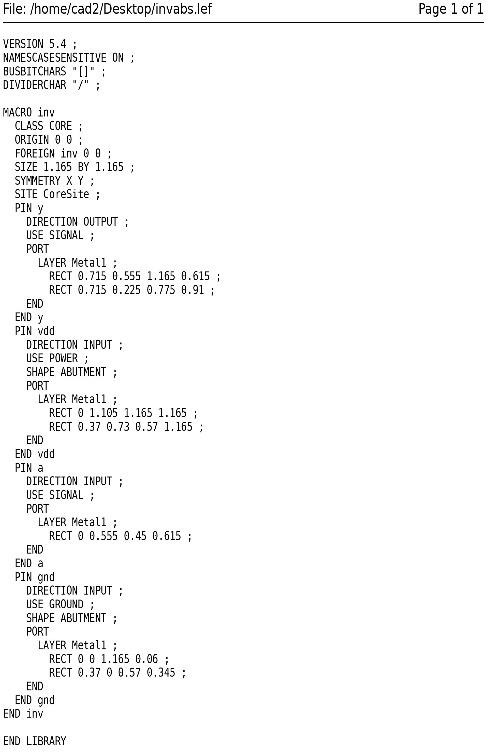 File: /home/cad2/Desktop/invabs.lef
Page 1 of 1
VERSION 5.4 ;
NAMESCASESENSITIVE ON ;
BUSBITCHARS "[]" ;
DIVIDERCHAR "/" ;
MACRO inv
CLASS CORE ;
ORIGIN 0 0 ;
FOREIGN inv 0 0 ;
SIZE 1.165 BY 1.165 ;
SYMMETRY X Y ;
SITE CoreSite ;
PIN y
DIRECTION OUTPUT ;
USE SIGNAL ;
PORT
LAYER Metal1 ;
RECT 0.715 0.555 1.165 0.615 ;
RECT 0.715 0.225 0.775 0.91 ;
END
END y
PIN vdd
DIRECTION INPUT ;
USE POWER ;
SHAPE ABUTMENT ;
PORT
LAYER Metal1 ;
RECT 0 1.105 1.165 1.165 ;
RECT 0.37 0.73 0.57 1.165 ;
END
END vdd
PIN a
DIRECTION INPUT ;
USE SIGNAL ;
PORT
LAYER Metal1 ;
RECT 0 0.555 0.45 0.615 ;
END
END a
PIN gnd
DIRECTION INPUT ;
USE GROUND ;
SHAPE ABUTMENT ;
PORT
LAYER Metal1 ;
RECT 0 0 1.165 0.06 ;
RECT 0.37 0 0.57 0.345 ;
END
END gnd
END inv
END LIBRARY